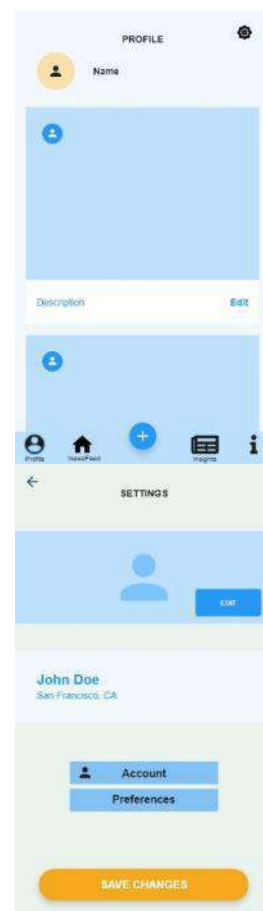 PROFILE
Name
Description Edit
Profile NewsFeed Insights
SETTINGS
Edit
John Doe
San Francisco, CA
Account
Preferences
SAVE CHANGES